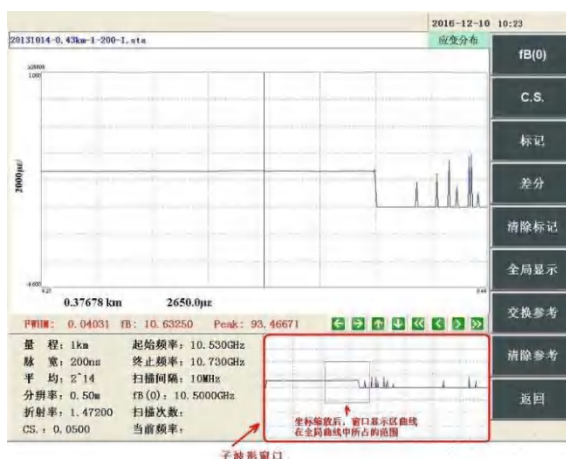 2016-12-10 10:23
20131014-0.43km-1-200-I.sta
应变分布
fB(0)
C.S.
标记
差分
清除标记
全局显示
交换参考
清除参考
返回
2000με/
0.37678 km 2650.0με
FWHM: 0.04031 fB: 10.63250 Peak: 93.46671
量 程: 1km 起始频率: 10.530GHz
脉 宽: 200ns 终止频率: 10.730GHz
平 均: 2^14 扫描间隔: 10MHz
分辨率: 0.50m fB(0): 10.5000GHz
折射率: 1.47200 扫描次数:
CS.: 0.0500 当前频率:
坐标缩放后，窗口显示区曲线
在全局曲线中所占的范围
子波形窗口